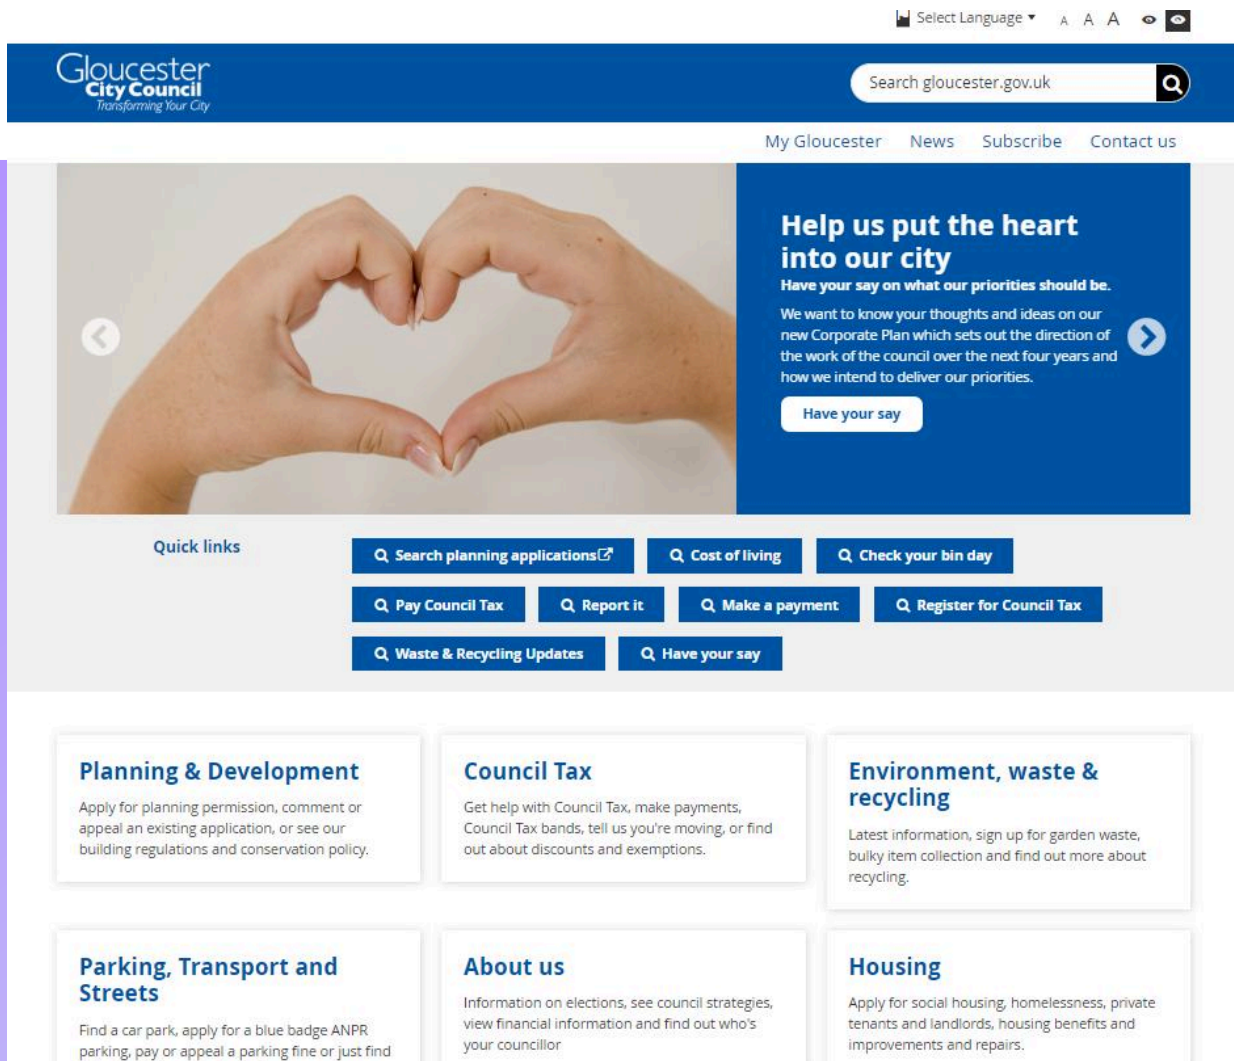 Select Language
A A A
Gloucester
City Council
Transforming Your City
Search gloucester.gov.uk
My Gloucester News Subscribe Contact us
Help us put the heart
into our city
Have your say on what our priorities should be.
We want to know your thoughts and ideas on our
new Corporate Plan which sets out the direction of
the work of the council over the next four years and
how we intend to deliver our priorities.
Have your say
Quick links
Search planning applications Cost of living Check your bin day
Pay Council Tax Report it Make a payment Register for Council Tax
Waste & Recycling Updates Have your say
Planning & Development
Apply for planning permission, comment or
appeal an existing application, or see our
building regulations and conservation policy.
Council Tax
Get help with Council Tax, make payments,
Council Tax bands, tell us you're moving, or find
out about discounts and exemptions.
Environment, waste &
recycling
Latest information, sign up for garden waste,
bulky item collection and find out more about
recycling.
Parking, Transport and
Streets
Find a car park, apply for a blue badge ANPR
parking, pay or appeal a parking fine or just find
About us
Information on elections, see council strategies,
view financial information and find out who's
your councillor
Housing
Apply for social housing, homelessness, private
tenants and landlords, housing benefits and
improvements and repairs.